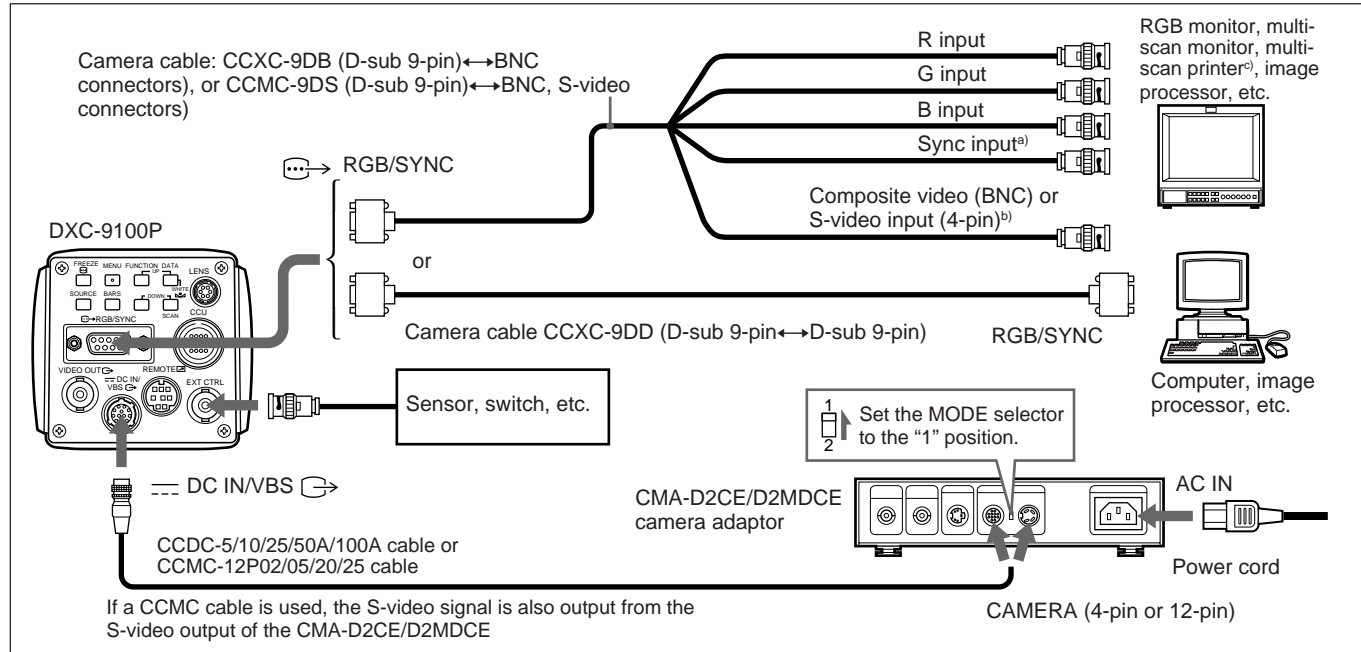 Camera cable: CCXC-9DB (D-sub 9-pin)←→BNC
connectors), or CCMC-9DS (D-sub 9-pin)←→BNC, S-video
connectors)
R input
G input
B input
Sync inputa)
Composite video (BNC) or
S-video input (4-pin)b)
RGB monitor, multi-
scan monitor, multi-
scan printerc), image
processor, etc.
RGB/SYNC
DXC-9100P
FREEZE
MENU
FUNCTION
DATA
UP
LENS
SOURCE
BARS
DOWN
WHITE
SCAN
RGB/SYNC
CCU
VIDEO OUT
DC IN/
VBS
REMOTE
EXT CTRL
or
Camera cable CCXC-9DD (D-sub 9-pin←→D-sub 9-pin)
RGB/SYNC
Computer, image
processor, etc.
Sensor, switch, etc.
1
2
Set the MODE selector
to the “1” position.
DC IN/VBS
CMA-D2CE/D2MDCE
camera adaptor
AC IN
Power cord
CCDC-5/10/25/50A/100A cable or
CCMC-12P02/05/20/25 cable
If a CCMC cable is used, the S-video signal is also output from the
S-video output of the CMA-D2CE/D2MDCE
CAMERA (4-pin or 12-pin)